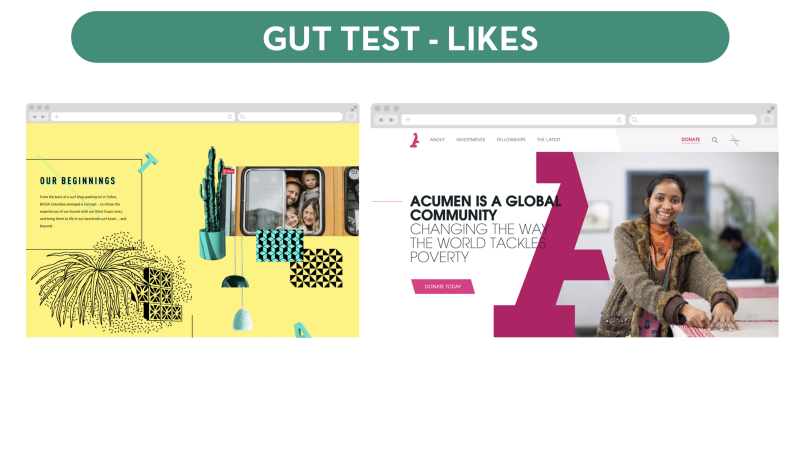 GUT TEST - LIKES
OUR BEGINNINGS
From the back of a surf shop parking lot in Tofino,
British Columbia emerged a concept – to infuse the
experiences of our travels with our West Coast roots,
and bring them to life in our beachside surf town ... and
beyond.
ABOUT INVESTMENTS FELLOWSHIPS THE LATEST DONATE
ACUMEN IS A GLOBAL
COMMUNITY
CHANGING THE WAY
THE WORLD TACKLES
POVERTY
DONATE TODAY